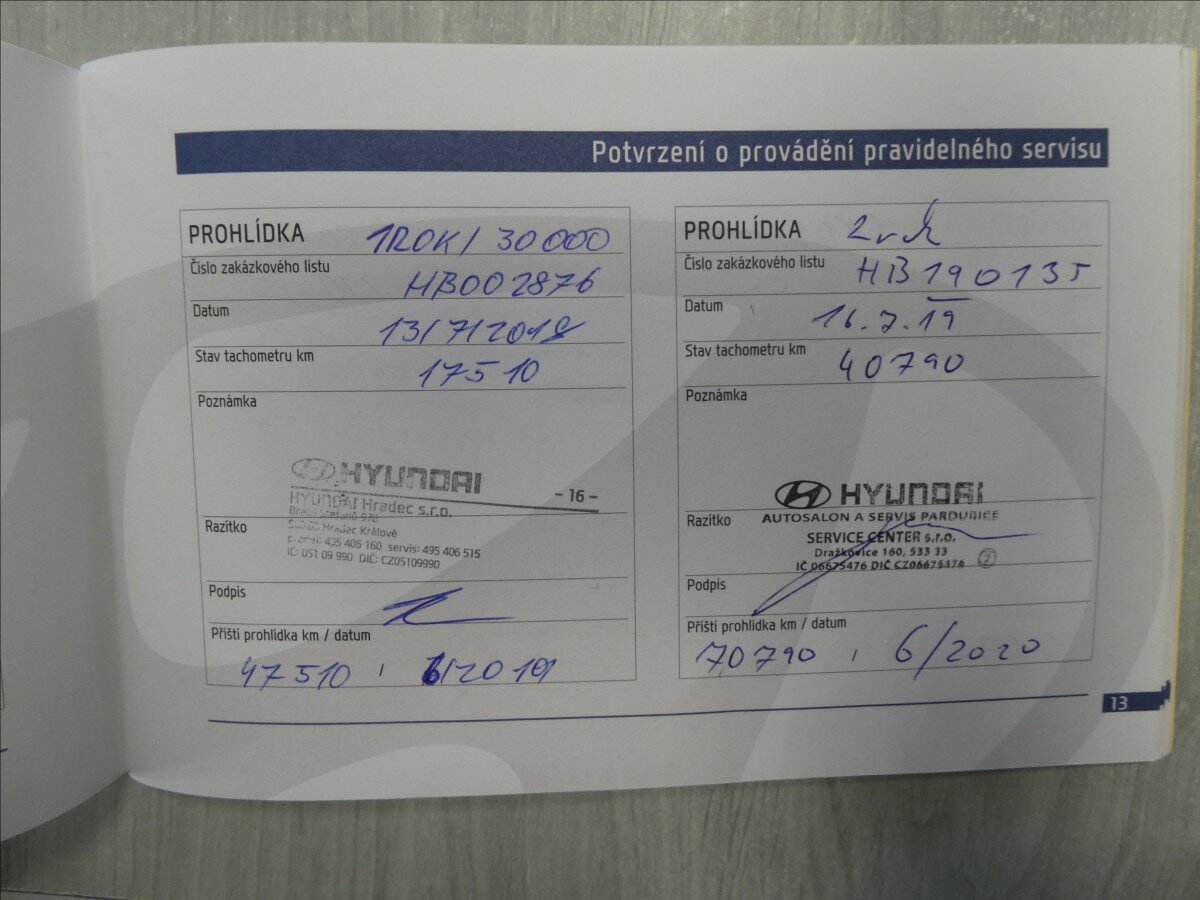 Potvrzení o provádění pravidelného servisu
PROHLÍDKA 1ROK/ 30000
Číslo zakázkového listu HB002876
Datum 13/7/2018
Stav tachometru km 17510
Poznámka
HYUNDAI
- 16 -
HYUNDAI Hradec s.r.o.
Razítko
Hradec Králové
prodej: 495 406 160 servis: 495 406 515
IČ: 051 09 990 DIČ: CZ05109990
Podpis
Příští prohlídka km / datum
47510 / 6/2019
PROHLÍDKA 2 rok
Číslo zakázkového listu HB190135
Datum 16.7.19
Stav tachometru km 40790
Poznámka
HYUNDAI
Razítko AUTOSALON A SERVIS PARDUBICE
SERVICE CENTER s.r.o.
Dražkovice 160, 533 33
IČ 06675476 DIČ CZ06675476 2
Podpis
Příští prohlídka km / datum
70790 / 6/2020
13